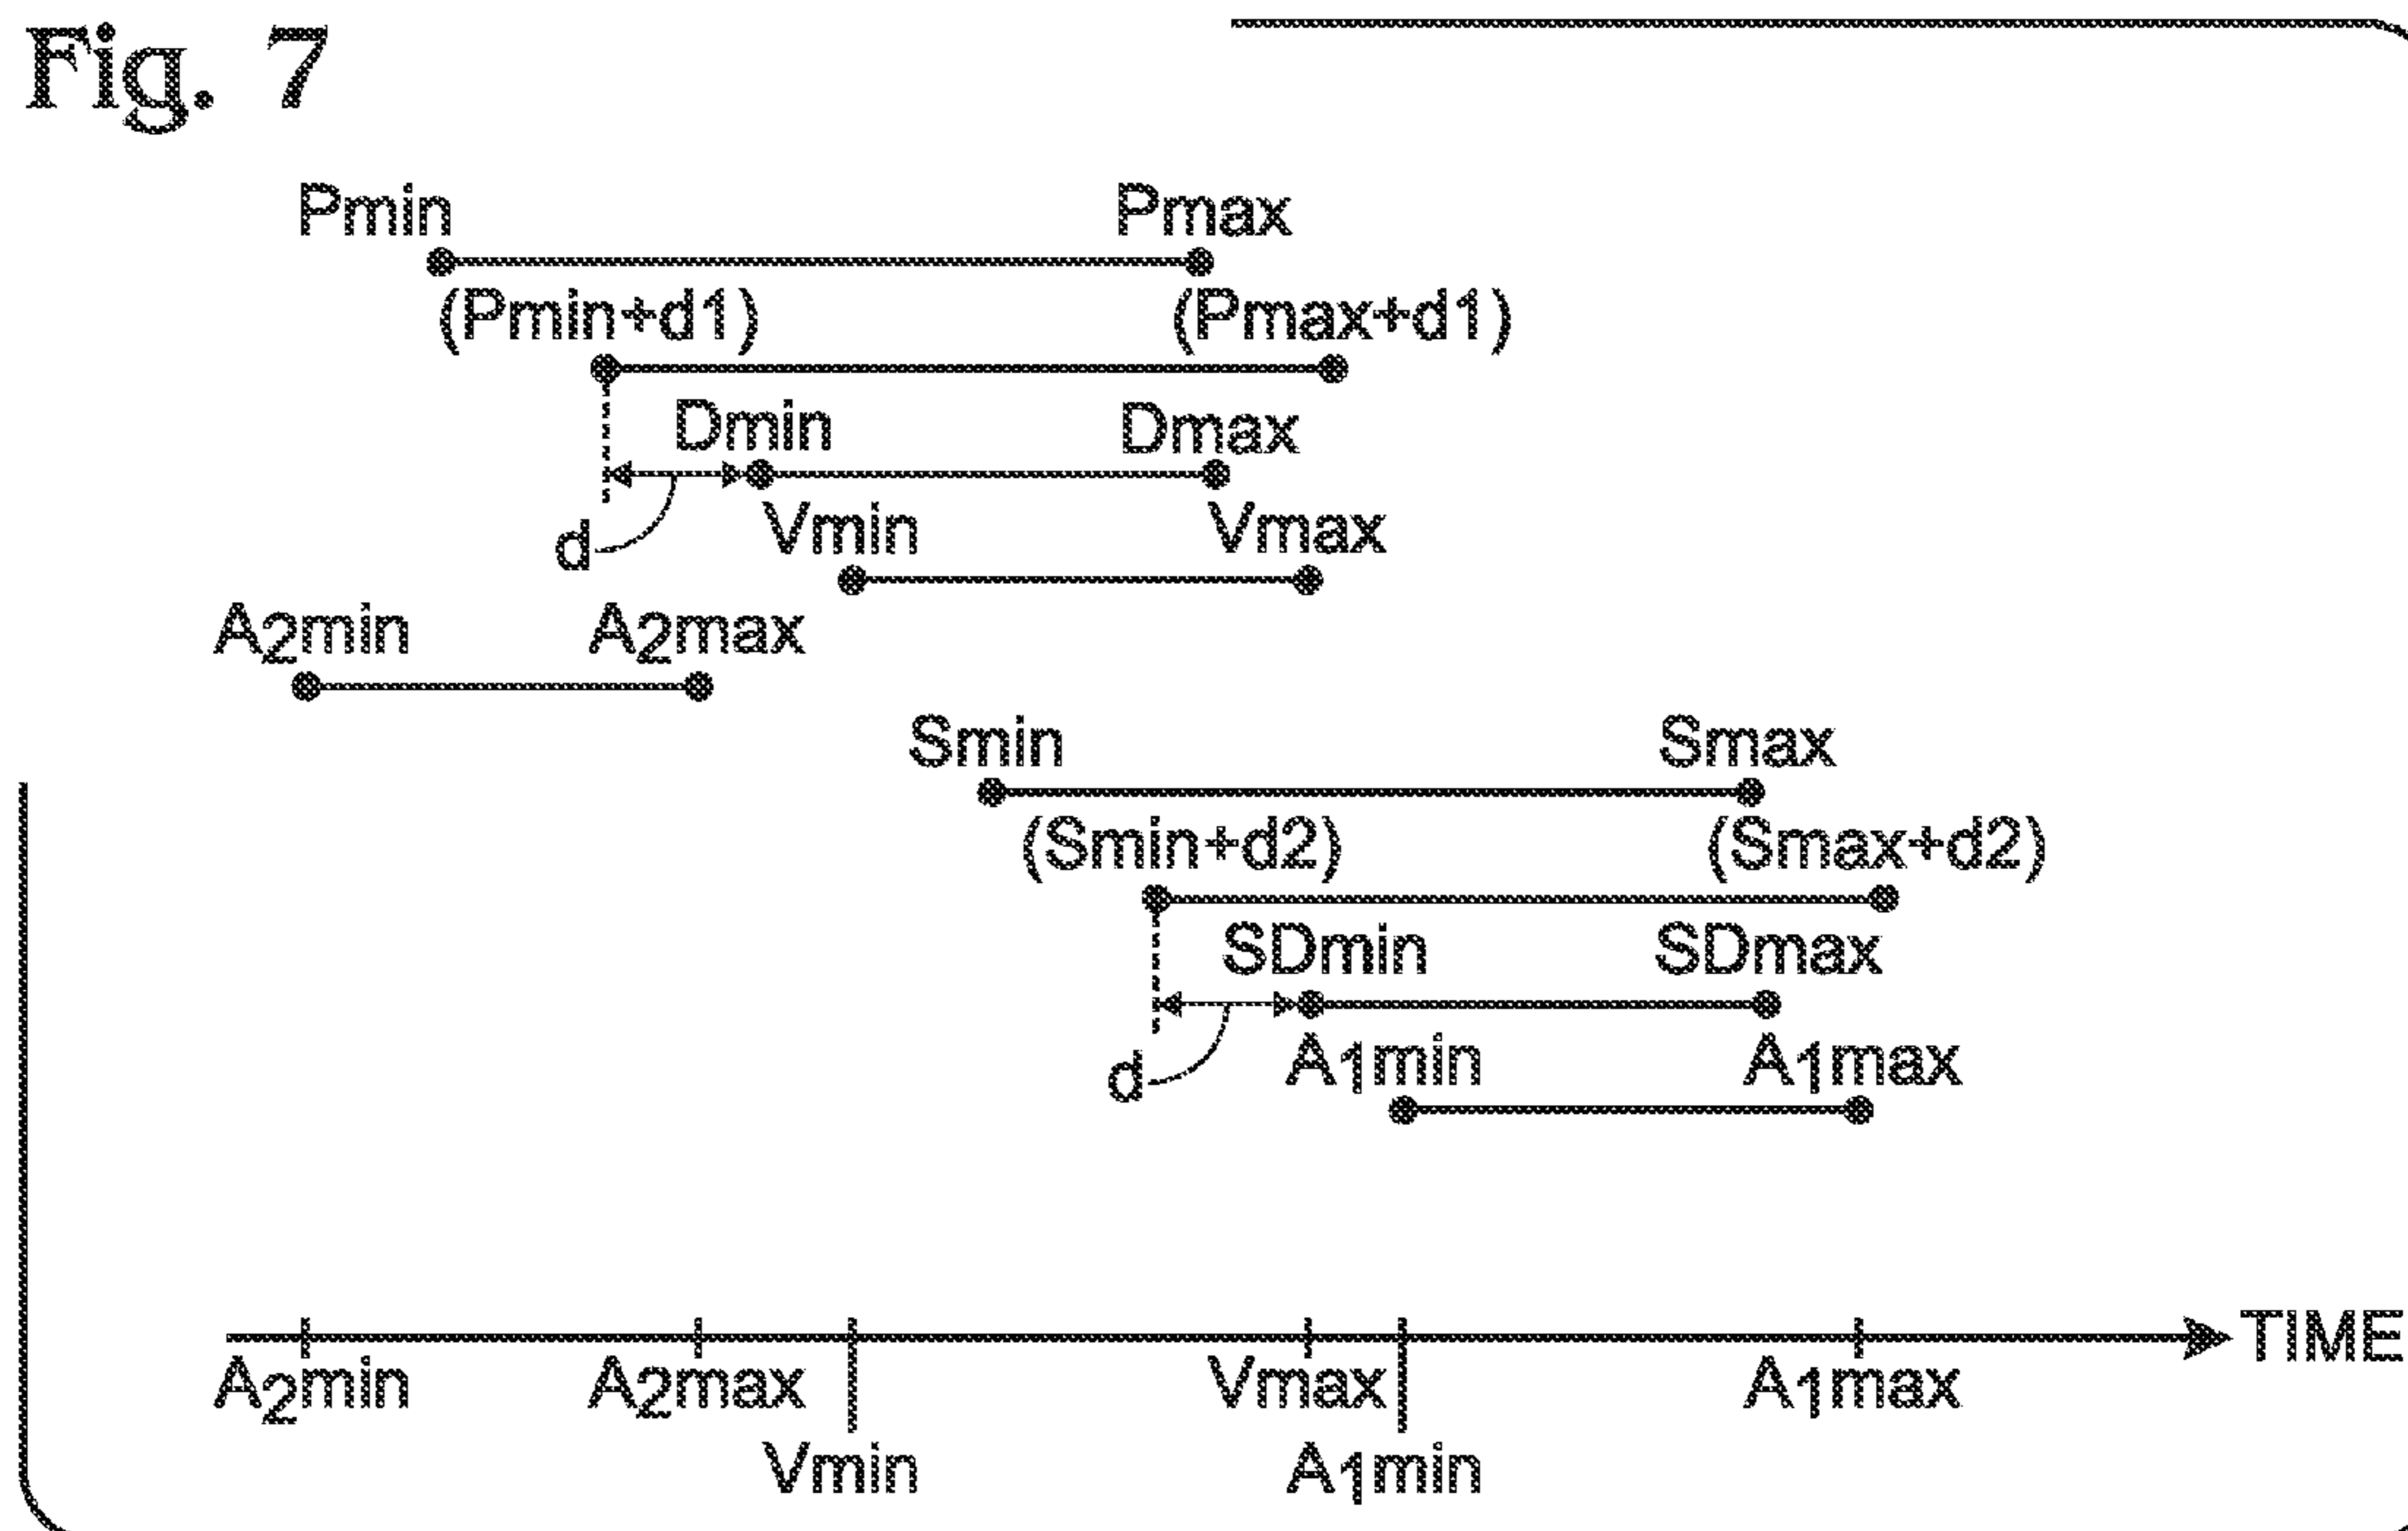 Fig. 7
Pmin Pmax
(Pmin+d1) (Pmax+d1)
Dmin Dmax
d Vmin Vmax
A2min A2max
Smin Smax
(Smin+d2) (Smax+d2)
SDmin SDmax
d A1min A1max
TIME
A2min A2max Vmax A1max
Vmin A1min